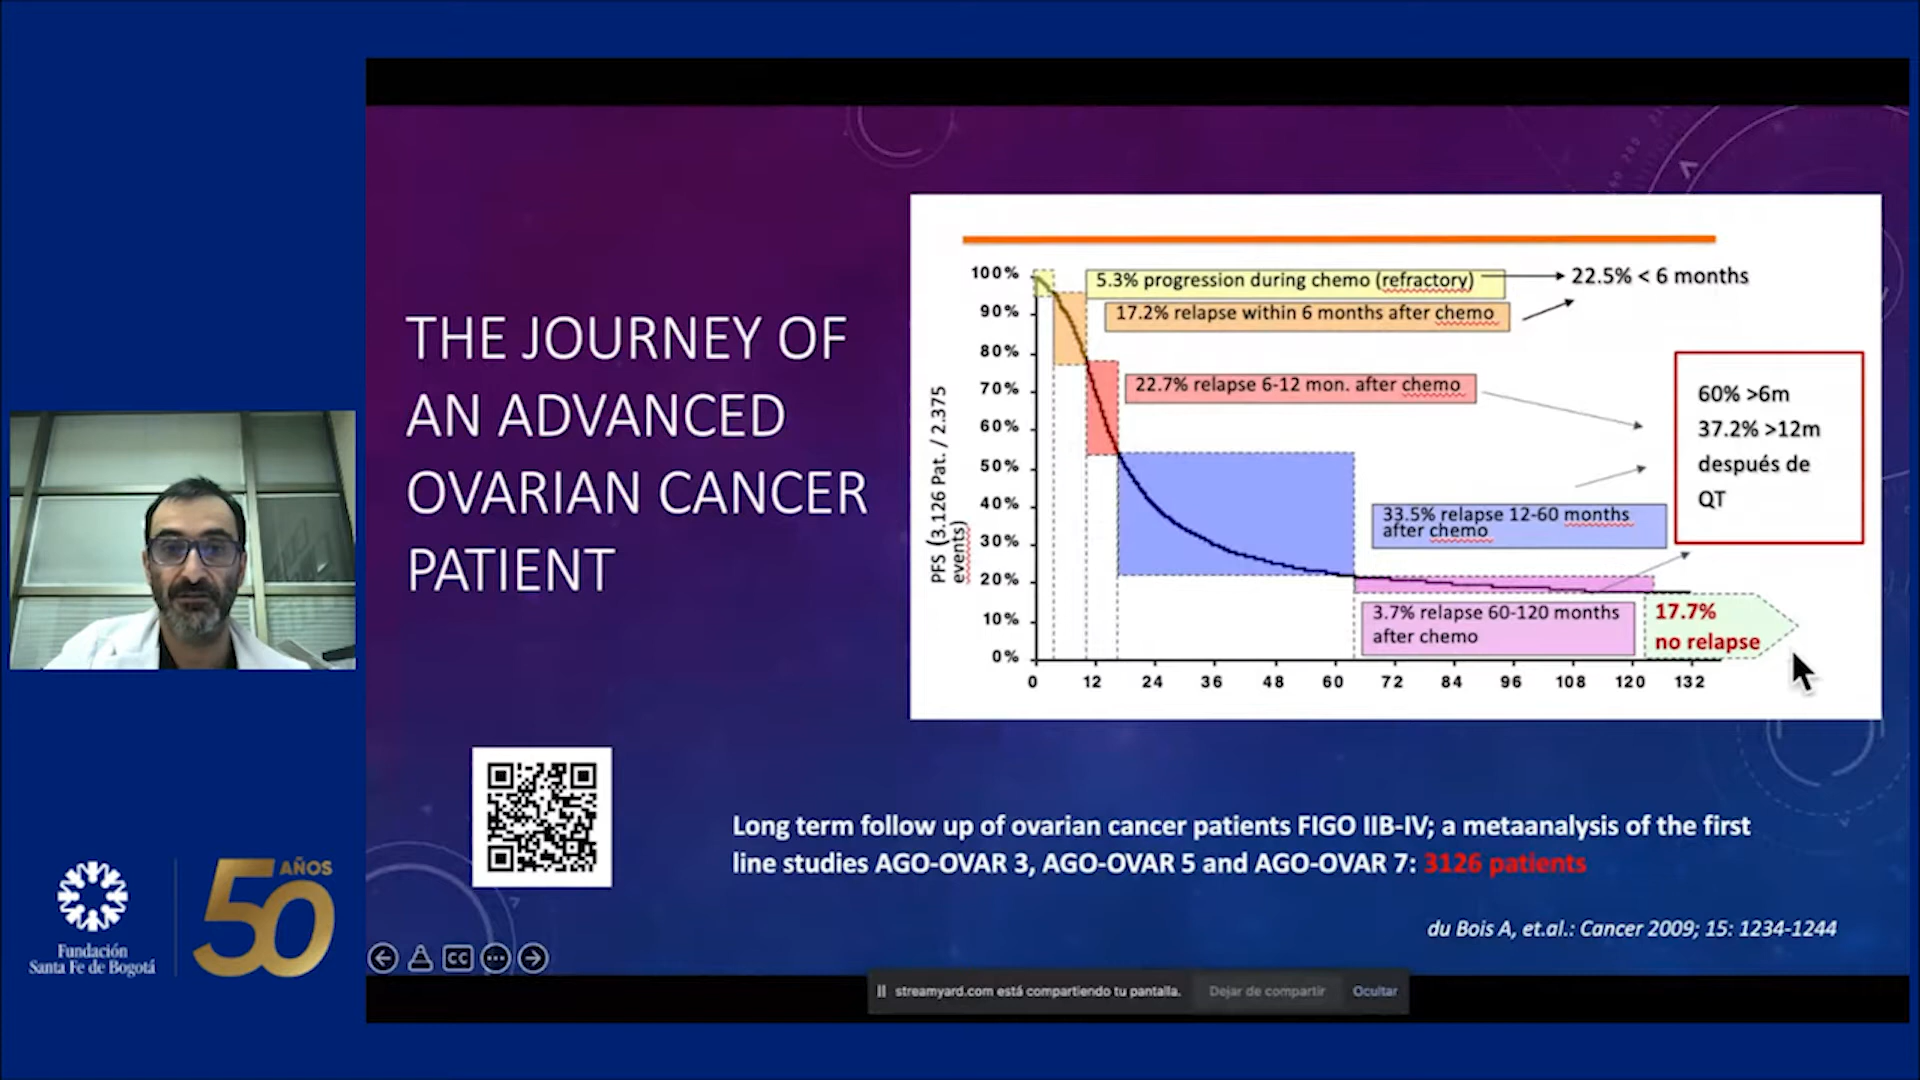 THE JOURNEY OF
AN ADVANCED
OVARIAN CANCER
PATIENT
PFS (3.126 Pat. / 2.375
events)
100%
90%
80%
70%
60%
50%
40%
30%
20%
10%
0%
0 12 24 36 48 60 72 84 96 108 120 132
5.3% progression during chemo (refractory)
22.5% < 6 months
17.2% relapse within 6 months after chemo
22.7% relapse 6-12 mon. after chemo
60% >6m
37.2% >12m
después de
QT
33.5% relapse 12-60 months
after chemo
3.7% relapse 60-120 months
after chemo
17.7%
no relapse
Long term follow up of ovarian cancer patients FIGO IIB-IV; a metaanalysis of the first
line studies AGO-OVAR 3, AGO-OVAR 5 and AGO-OVAR 7: 3126 patients
du Bois A, et.al.: Cancer 2009; 15: 1234-1244
CC
streamyard.com está compartiendo tu pantalla.
Dejar de compartir
Ocultar
Fundación
Santa Fe de Bogotá
50
AÑOS